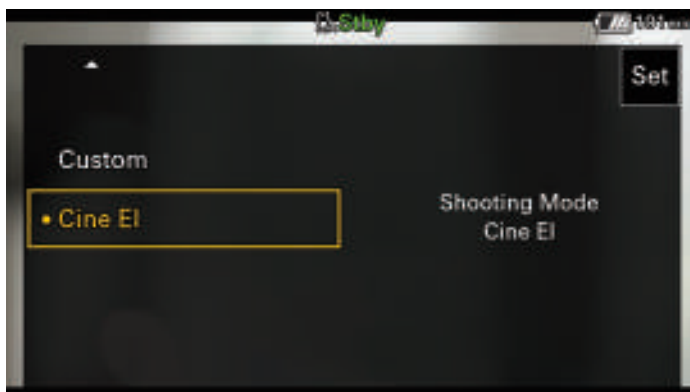 Stby
Set
Custom
• Cine EI
Shooting Mode
Cine EI